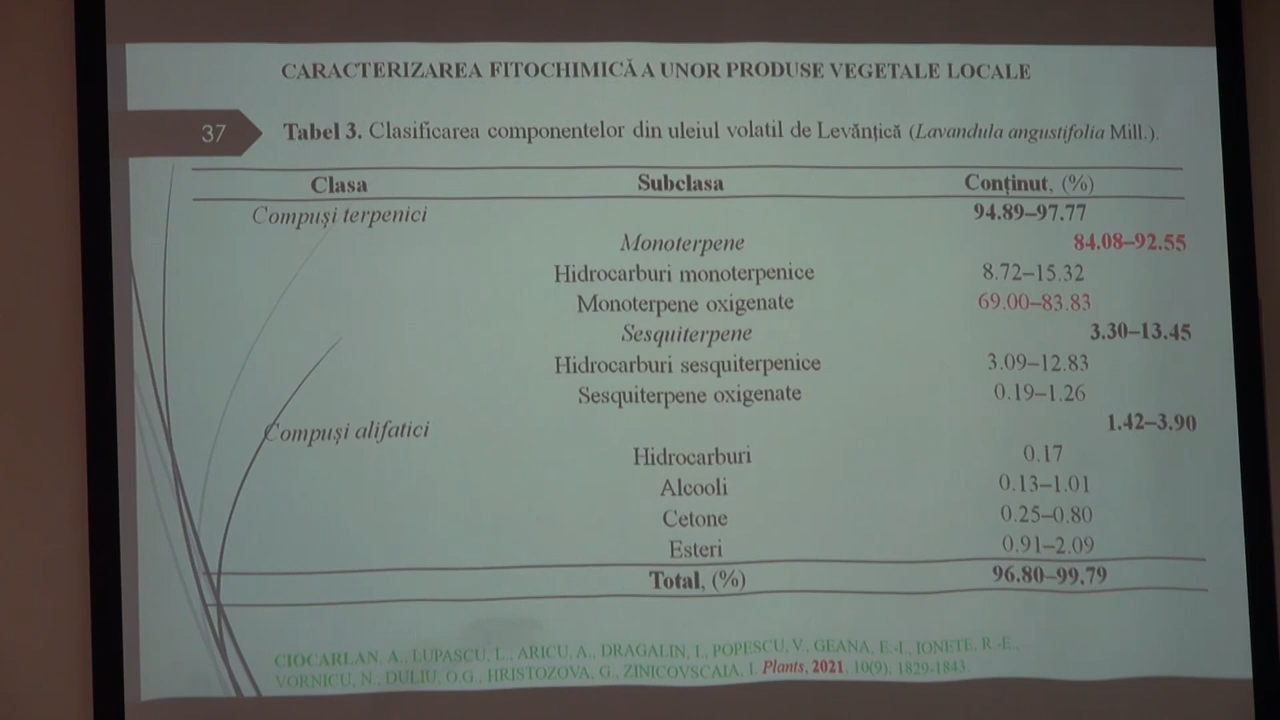 CARACTERIZAREA FITOCHIMICĂ A UNOR PRODUSE VEGETALE LOCALE
37
Tabel 3. Clasificarea componentelor din uleiul volatil de Levănțică (Lavandula angustifolia Mill.).
Clasa Subclasa Conținut, (%)
Compuși terpenici 94.89–97.77
Monoterpene 84.08–92.55
Hidrocarburi monoterpenice 8.72–15.32
Monoterpene oxigenate 69.00–83.83
Sesquiterpene 3.30–13.45
Hidrocarburi sesquiterpenice 3.09–12.83
Sesquiterpene oxigenate 0.19–1.26
Compuși alifatici 1.42–3.90
Hidrocarburi 0.17
Alcooli 0.13–1.01
Cetone 0.25–0.80
Esteri 0.91–2.09
Total, (%) 96.80–99.79
CIOCARLAN, A., LUPASCU, L., ARICU, A., DRAGALIN, I., POPESCU, V., GEANA, E.-I., IONETE, R.-E.,
VORNICU, N., DULIU, O.G., HRISTOZOVA, G., ZINICOVSCAIA, I. Plants, 2021, 10(9), 1829-1843.